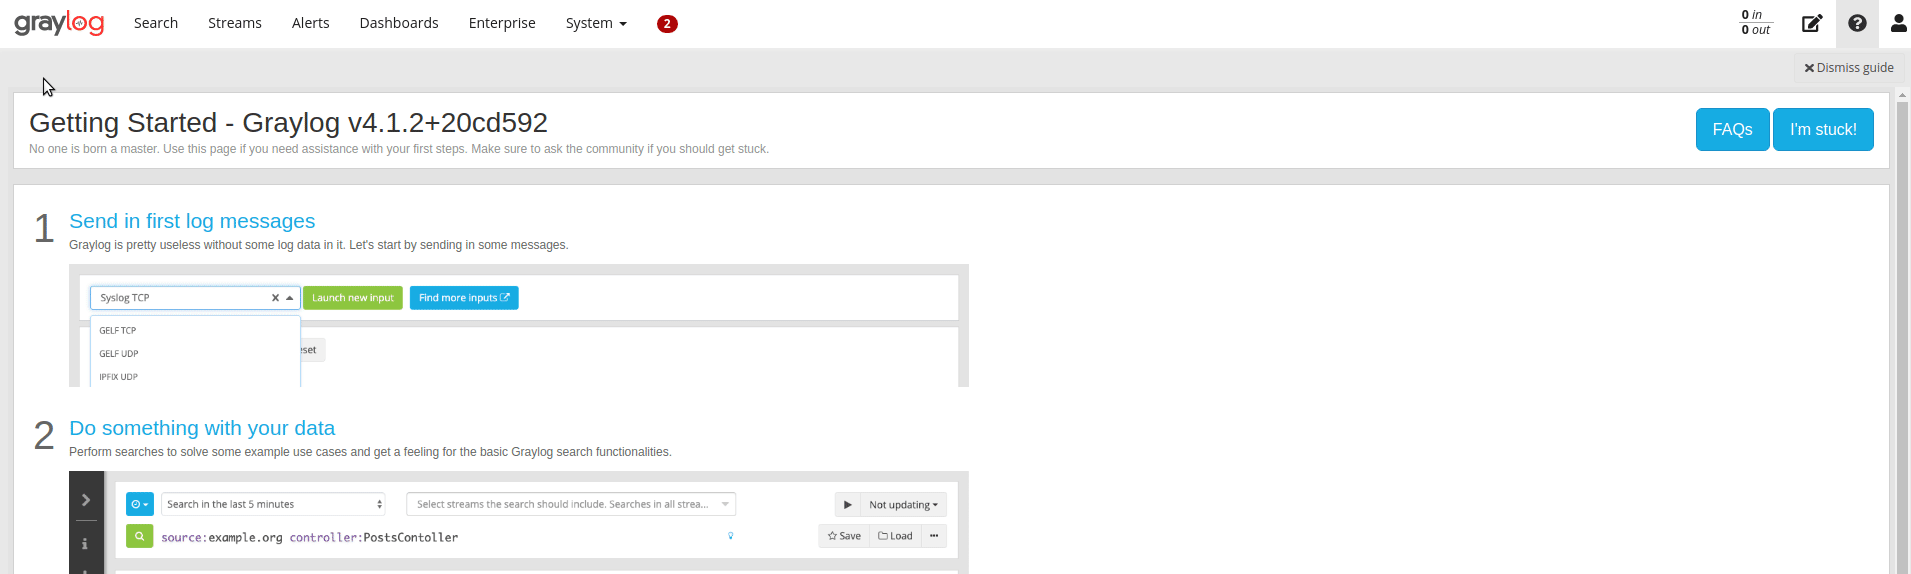 graylog Search Streams Alerts Dashboards Enterprise System 2 0 in
0 out
Dismiss guide
Getting Started - Graylog v4.1.2+20cd592
No one is born a master. Use this page if you need assistance with your first steps. Make sure to ask the community if you should get stuck.
FAQs I'm stuck!
1 Send in first log messages
Graylog is pretty useless without some log data in it. Let's start by sending in some messages.
Syslog TCP Launch new input Find more inputs
GELF TCP
GELF UDP eset
IPFIX UDP
2 Do something with your data
Perform searches to solve some example use cases and get a feeling for the basic Graylog search functionalities.
Search in the last 5 minutes Select streams the search should include. Searches in all strea... Not updating
source:example.org controller:PostsContoller Save Load